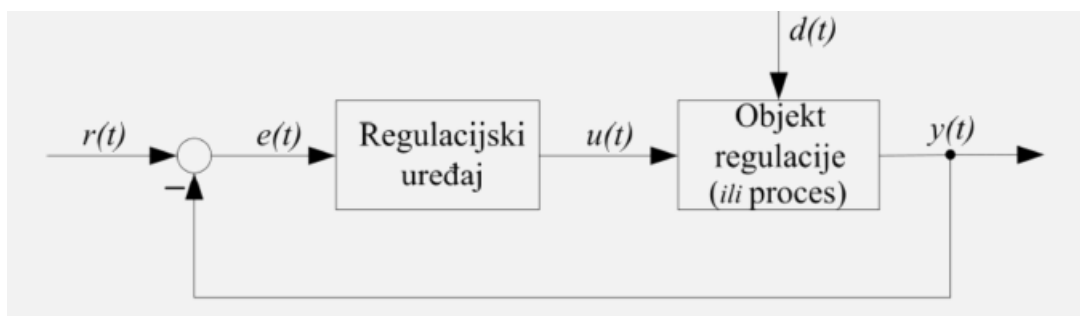 d(t)
r(t)
e(t)
Regulacijski
uređaj
u(t)
Objekt
regulacije
(ili proces)
y(t)
−